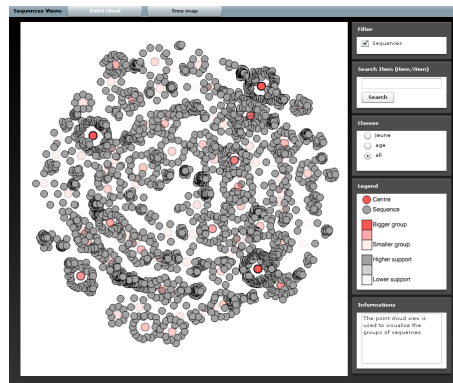 Sequences Views
Point cloud
Tree map
Filter
Sequences
Search Item (item/item)
Search
Classes
jeune
age
all
Legend
Centre
Sequence
Bigger group
Smaller group
Higher support
Lower support
Informations
The point cloud view is
used to visualize the
groups of sequences